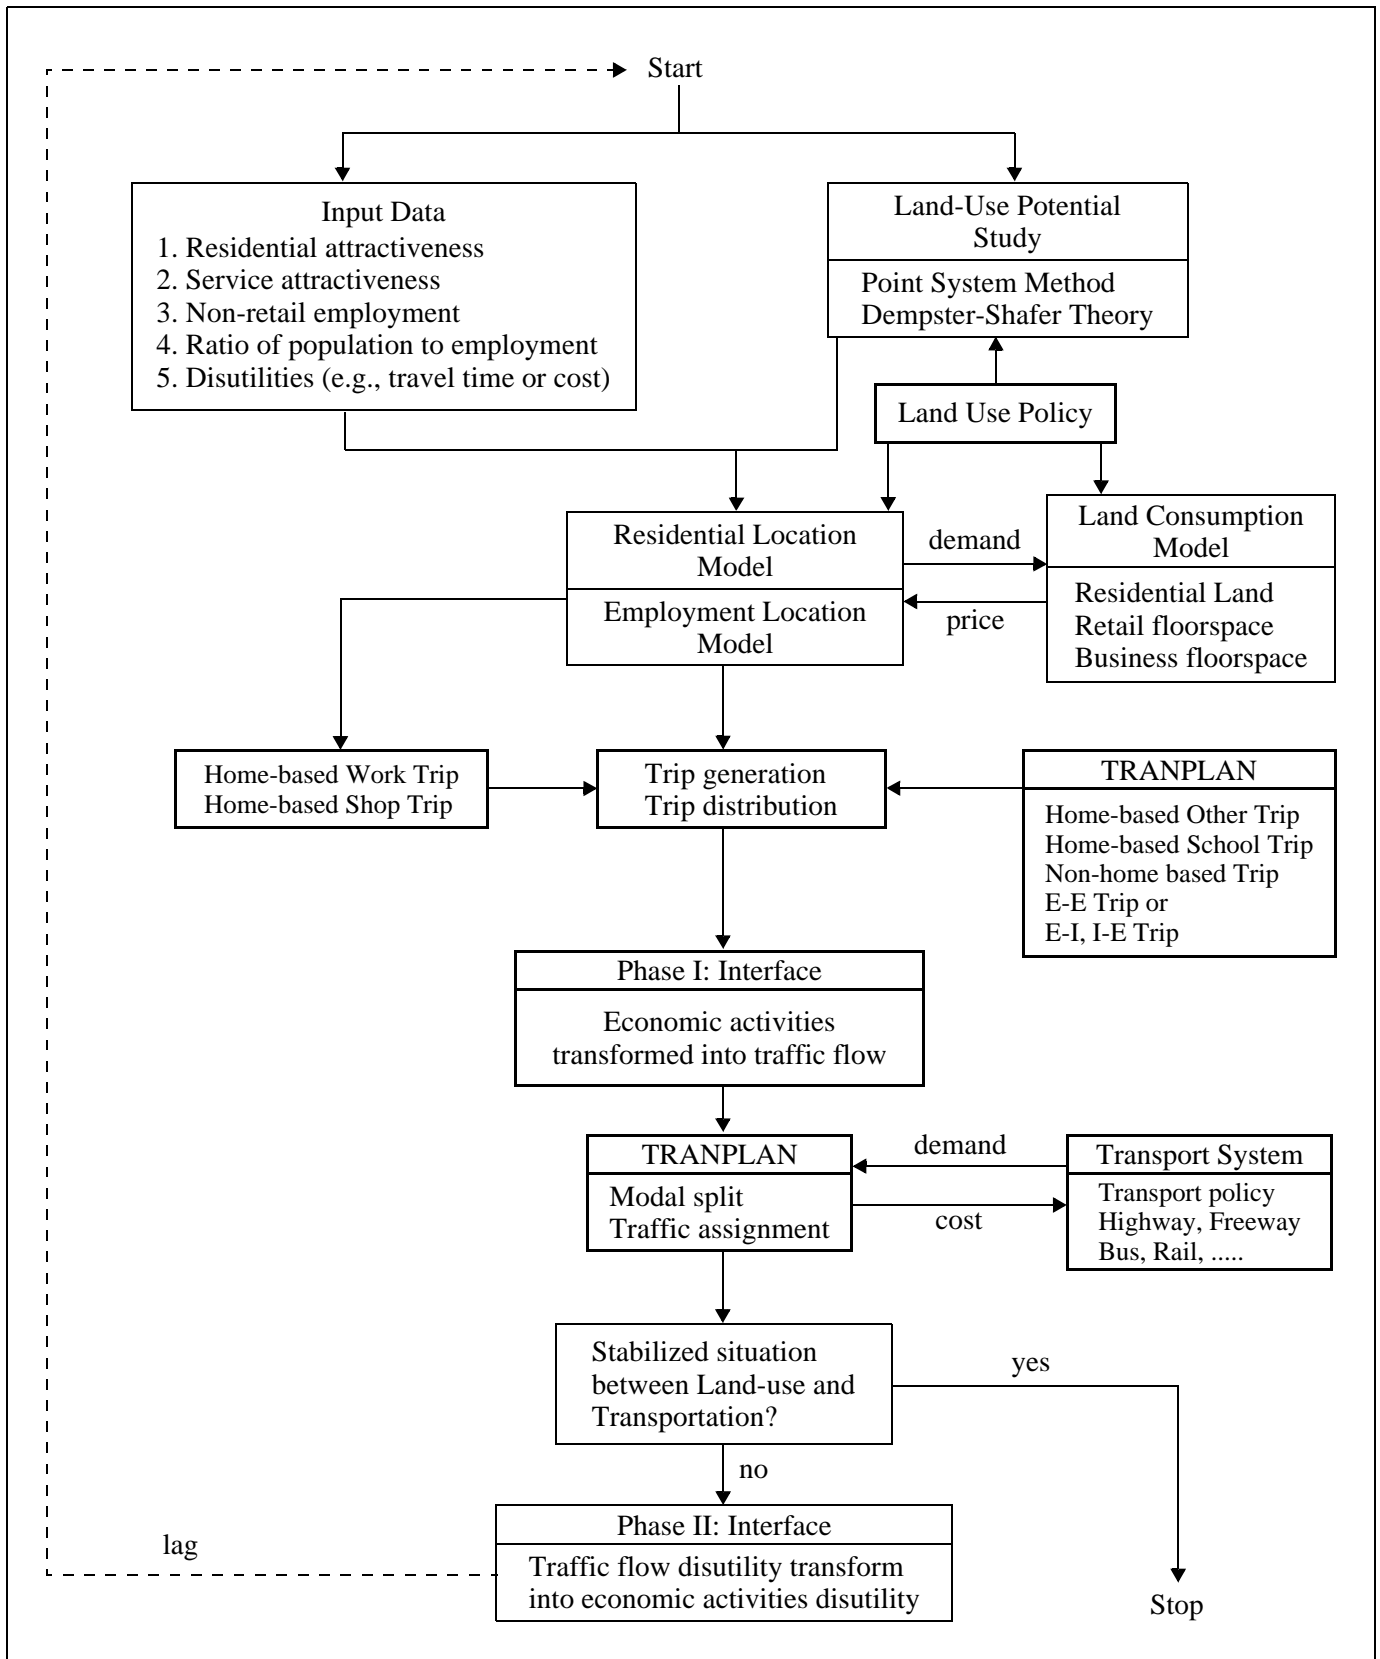 Start
Input Data
1. Residential attractiveness
2. Service attractiveness
3. Non-retail employment
4. Ratio of population to employment
5. Disutilities (e.g., travel time or cost)
Land-Use Potential
Study
Point System Method
Dempster-Shafer Theory
Land Use Policy
Residential Location
Model
Employment Location
Model
demand
price
Land Consumption
Model
Residential Land
Retail floorspace
Business floorspace
Home-based Work Trip
Home-based Shop Trip
Trip generation
Trip distribution
TRANPLAN
Home-based Other Trip
Home-based School Trip
Non-home based Trip
E-E Trip or
E-I, I-E Trip
Phase I: Interface
Economic activities
transformed into traffic flow
TRANPLAN
Modal split
Traffic assignment
demand
cost
Transport System
Transport policy
Highway, Freeway
Bus, Rail, .....
Stabilized situation
between Land-use and
Transportation?
yes
no
Phase II: Interface
Traffic flow disutility transform
into economic activities disutility
lag
Stop